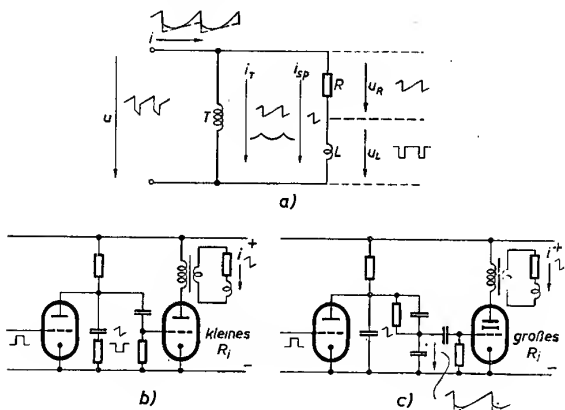 i
u
T
i_T
i_sp
R
L
u_R
u_L
a)
+
i
kleines
R_i
-
b)
+
i
großes
R_i
-
c)